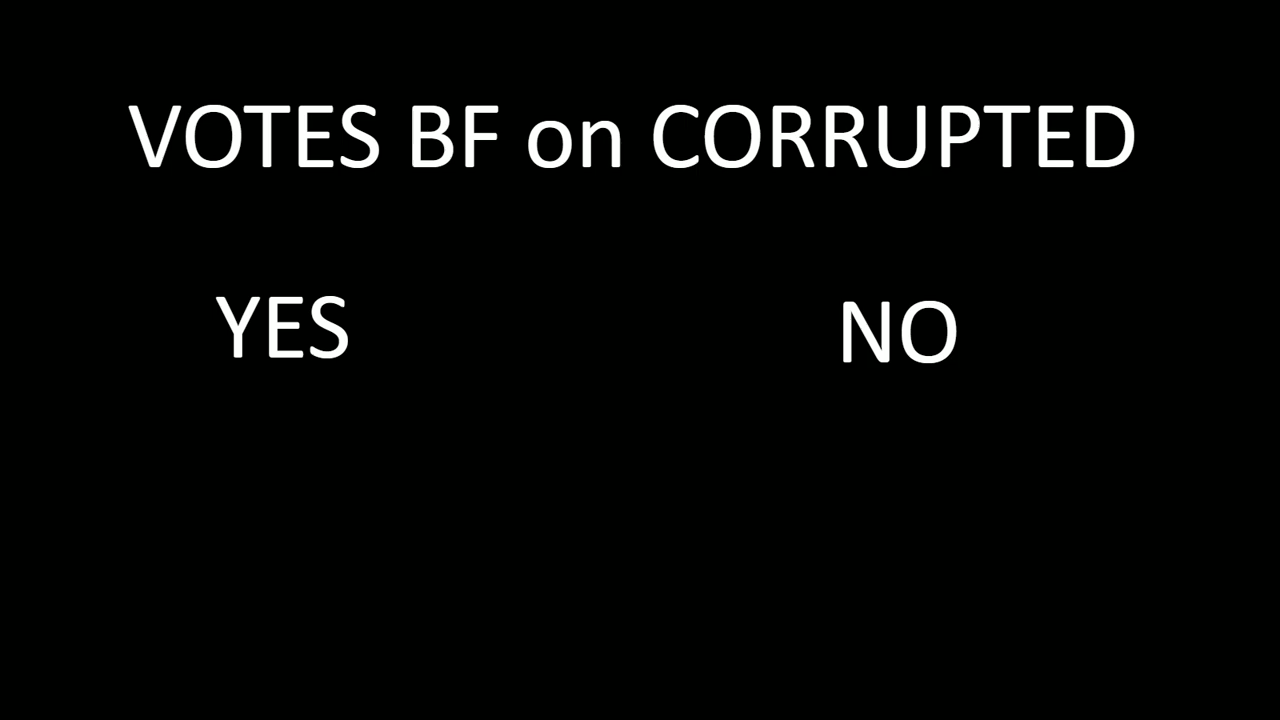 VOTES BF on CORRUPTED
YES NO